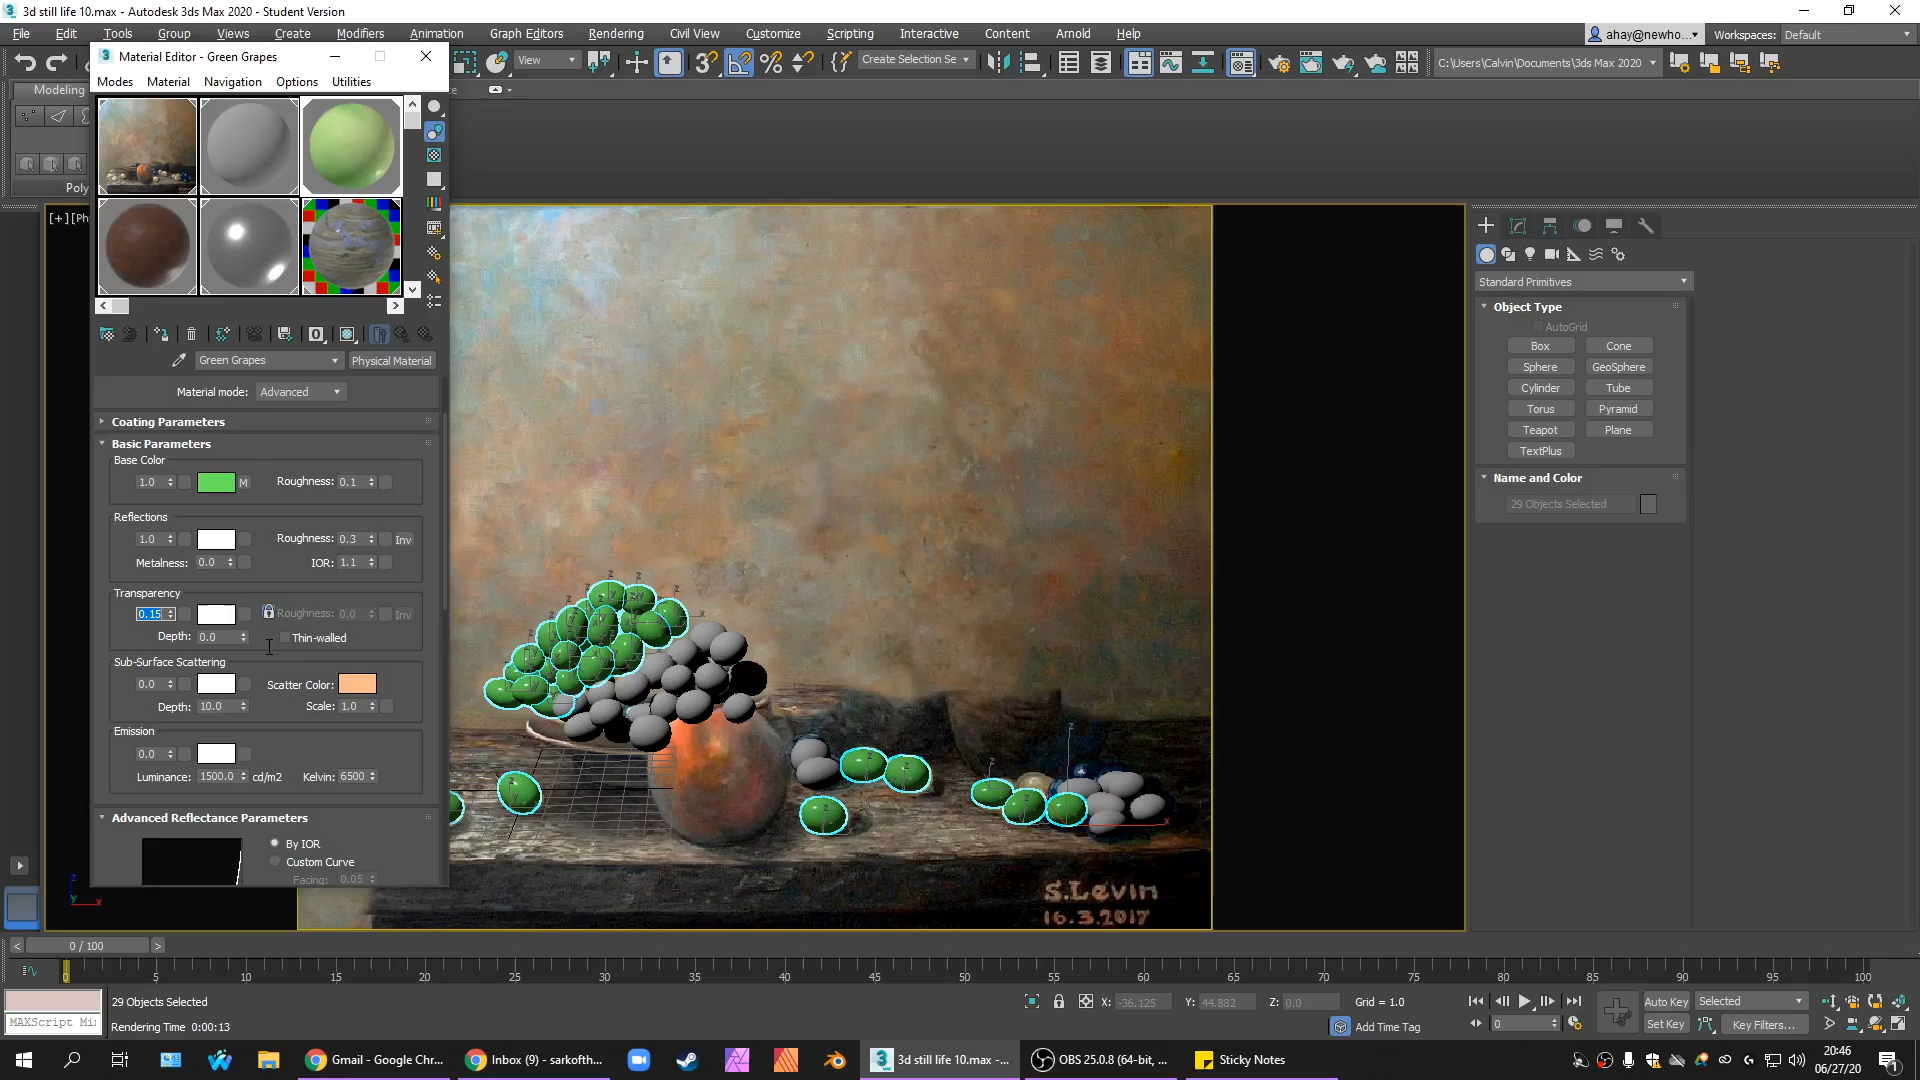 3d still life 10.max - Autodesk 3ds Max 2020 - Student Version
File Edit Tools Group Views Create Modifiers Animation Graph Editors Rendering Civil View Customize Scripting Interactive Content Arnold Help
ahay@newho... Workspaces: Default
View Create Selection Se C:\Users\Calvin\Documents\3ds Max 2020
Modeling
Material Editor - Green Grapes
Modes Material Navigation Options Utilities
Green Grapes Physical Material
Material mode: Advanced
Coating Parameters
Basic Parameters
Base Color
1.0 M Roughness: 0.1
Reflections
1.0 Roughness: 0.3 Inv
Metalness: 0.0 IOR: 1.1
Transparency
0.15 Roughness: 0.0 Inv
Depth: 0.0 Thin-walled
Sub-Surface Scattering
0.0 Scatter Color:
Depth: 10.0 Scale: 1.0
Emission
0.0
Luminance: 1500.0 cd/m2 Kelvin: 6500
Advanced Reflectance Parameters
By IOR
Custom Curve
Facing: 0.05
S.Levin
16.3.2017
Standard Primitives
Object Type
AutoGrid
Box Cone
Sphere GeoSphere
Cylinder Tube
Torus Pyramid
Teapot Plane
TextPlus
Name and Color
29 Objects Selected
0 / 100
0 5 10 15 20 25 30 35 40 45 50 55 60 65 70 75 80 85 90 95 100
29 Objects Selected X: -36.125 Y: 44.882 Z: 0.0 Grid = 1.0 Auto Key Selected
MAXScript Mi
Rendering Time 0:00:13 Add Time Tag 0 Set Key Key Filters...
Gmail - Google Chr... Inbox (9) - sarkofth... 3d still life 10.max -... OBS 25.0.8 (64-bit, ... Sticky Notes
20:46
06/27/20